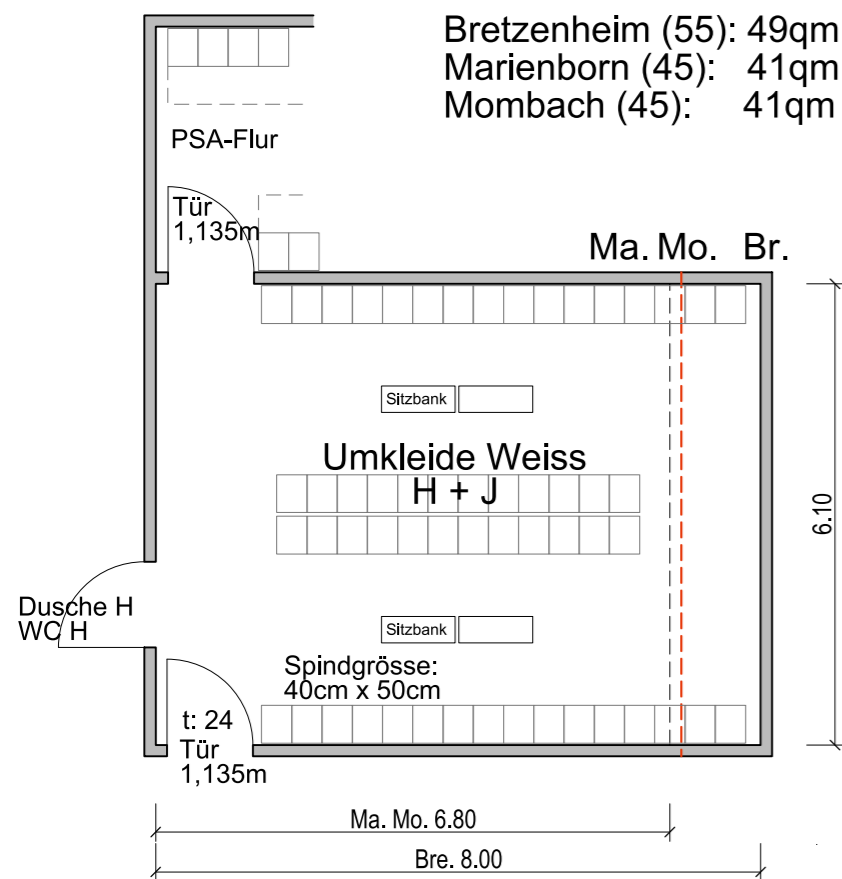 Bretzenheim (55): 49qm
Marienborn (45): 41qm
Mombach (45): 41qm
PSA-Flur
Tür
1,135m
Ma. Mo. Br.
Sitzbank
Umkleide Weiss
H + J
6.10
Dusche H
WC H
Sitzbank
Spindgrösse:
40cm x 50cm
t: 24
Tür
1,135m
Ma. Mo. 6.80
Bre. 8.00